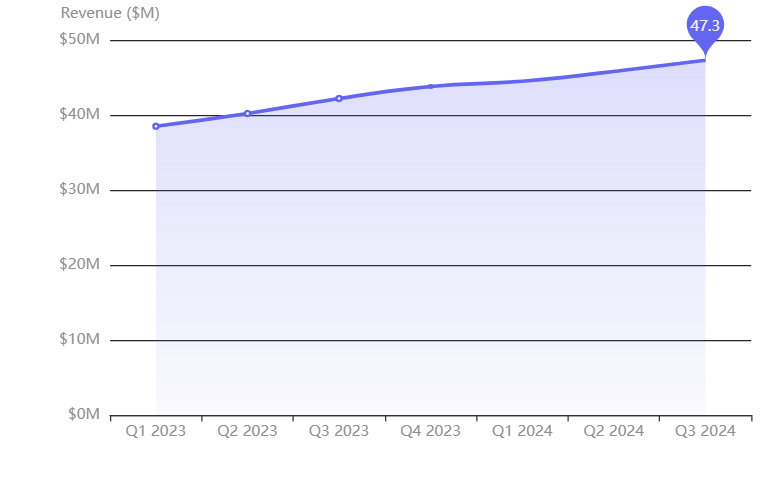 Revenue ($M)
47.3
$50M
$40M
$30M
$20M
$10M
$0M
Q1 2023
Q2 2023
Q3 2023
Q4 2023
Q1 2024
Q2 2024
Q3 2024